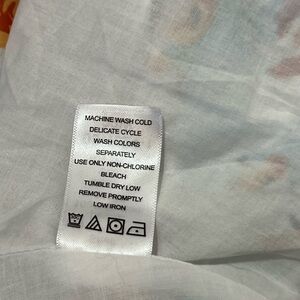 MACHINE WASH COLD
DELICATE CYCLE
WASH COLORS
SEPARATELY
USE ONLY NON-CHLORINE
BLEACH
TUMBLE DRY LOW
REMOVE PROMPTLY
LOW IRON